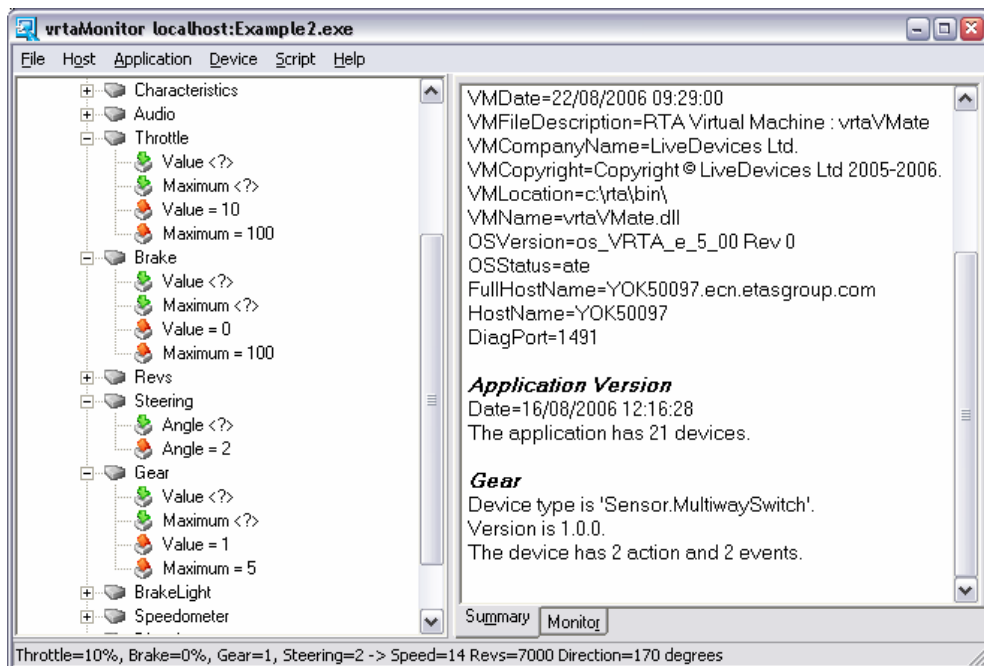 vrtaMonitor localhost:Example2.exe
File Host Application Device Script Help
Characteristics
Audio
Throttle
Value <?>
Maximum <?>
Value = 10
Maximum = 100
Brake
Value <?>
Maximum <?>
Value = 0
Maximum = 100
Revs
Steering
Angle <?>
Angle = 2
Gear
Value <?>
Maximum <?>
Value = 1
Maximum = 5
BrakeLight
Speedometer
VMDate=22/08/2006 09:29:00
VMFileDescription=RTA Virtual Machine : vrtaVMate
VMCompanyName=LiveDevices Ltd.
VMCopyright=Copyright © LiveDevices Ltd 2005-2006.
VMLocation=c:\rta\bin\
VMName=vrtaVMate.dll
OSVersion=os_VRTA_e_5_00 Rev 0
OSStatus=ate
FullHostName=YOK50097.ecn.etasgroup.com
HostName=YOK50097
DiagPort=1491
Application Version
Date=16/08/2006 12:16:28
The application has 21 devices.
Gear
Device type is 'Sensor.MultiwaySwitch'.
Version is 1.0.0.
The device has 2 action and 2 events.
Summary Monitor
Throttle=10%, Brake=0%, Gear=1, Steering=2 -> Speed=14 Revs=7000 Direction=170 degrees